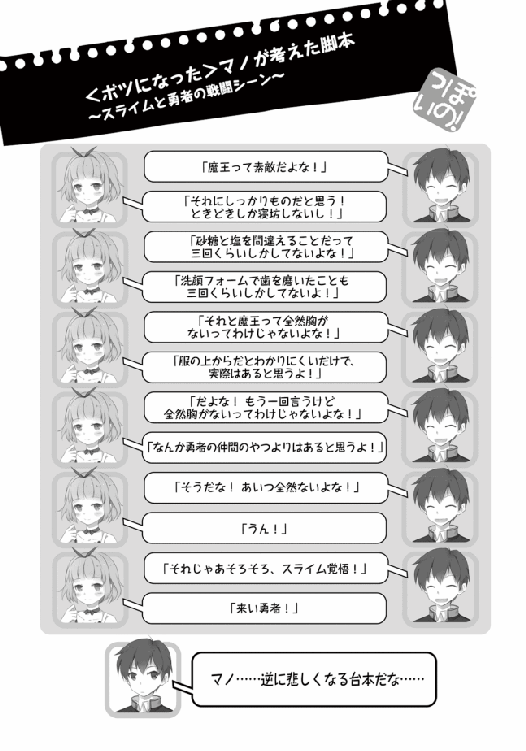 ＜ボツになった＞マノが考えた脚本
～スライムと勇者の戦闘シーン～
っぽ
いの!
「魔王って素敵だよな！」
「それにしっかりものだと思う！
ときどきしか寝坊しないし！」
「砂糖と塩を間違えることだって
三回くらいしかしてないよな！」
「洗顔フォームで歯を磨いたことも
三回くらいしかしてないよ！」
「それと魔王って全然胸が
ないってわけじゃないよな！」
「服の上からだとわかりにくいだけで、
実際はあると思うよ！」
「だよな！ もう一回言うけど
全然胸がないってわけじゃないよな！」
「なんか勇者の仲間のやつよりはあると思うよ！」
「そうだな！ あいつ全然ないよな！」
「うん！」
「それじゃあそろそろ、スライム覚悟！」
「来い勇者！」
マノ……逆に悲しくなる台本だな……